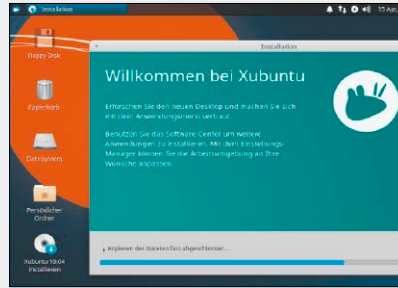 Installation
15 Apr,
Floppy Disk
Papierkorb
Dateisystem
Persönlicher
Ordner
Xubuntu 19.04
installieren
Installation
Willkommen bei Xubuntu
Erforschen Sie den neuen Desktop und machen Sie sich
mit dem Anwendungsmenü vertraut.
Benutzen Sie das Software-Center um weitere
Anwendungen zu installieren. Mit dem Einstellungs-
Manager können Sie die Arbeitsumgebung an Ihre
Wünsche anpassen.
Kopieren der Dateien fast abgeschlossen...